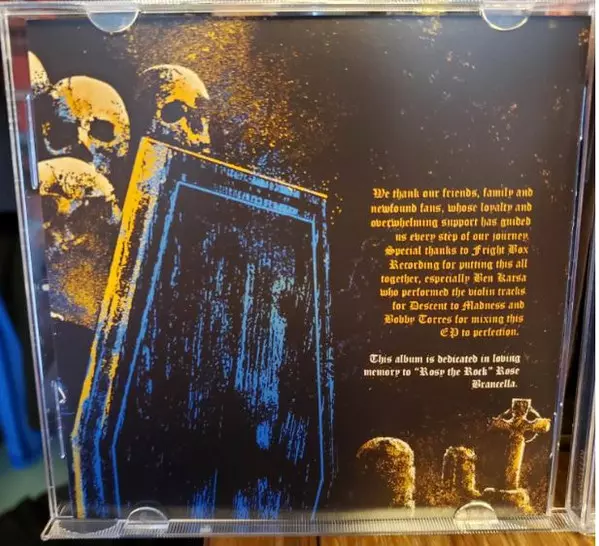 We thank our friends, family and
newfound fans, whose loyalty and
overwhelming support has guided
us every step of our journey.
Special thanks to Fright Box
Recording for putting this all
together, especially Ben Karsa
who performed the violin tracks
for Descent to Madness and
Bobby Torres for mixing this
EP to perfection.
This album is dedicated in loving
memory to "Rosy the Rock" Rose
Brancella.